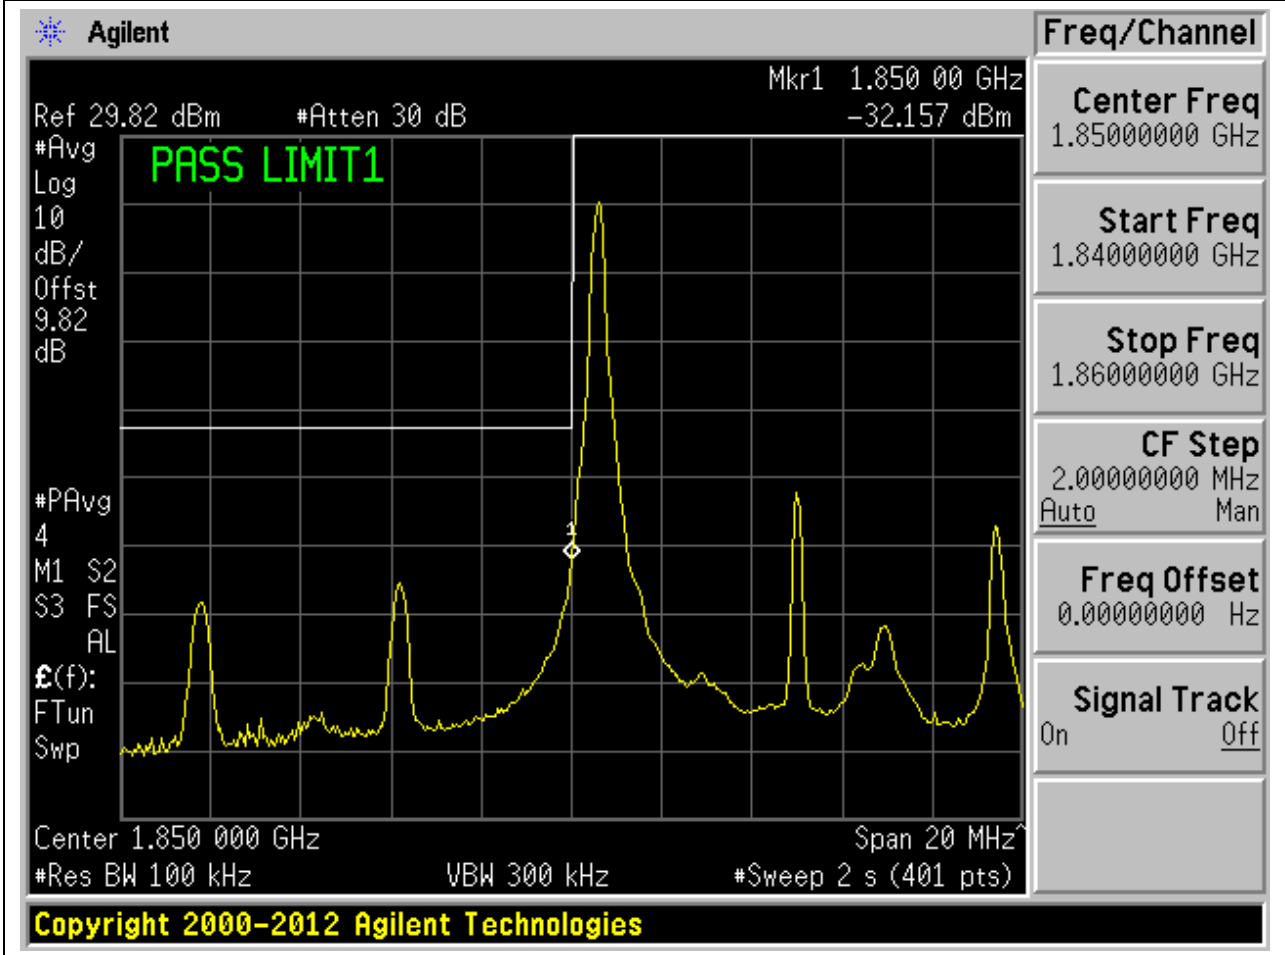 Agilent
Freq/Channel
Mkr1 1.850 00 GHz
Ref 29.82 dBm #Atten 30 dB -32.157 dBm
#Avg
Log
10
dB/
Offst
9.82
dB
PASS LIMIT1
1
#PAvg
4
M1 S2
S3 FS
AL
£(f):
FTun
Swp
Center 1.850 000 GHz Span 20 MHz^
#Res BW 100 kHz VBW 300 kHz #Sweep 2 s (401 pts)
Center Freq
1.85000000 GHz
Start Freq
1.84000000 GHz
Stop Freq
1.86000000 GHz
CF Step
2.00000000 MHz
Auto Man
Freq Offset
0.00000000 Hz
Signal Track
On Off
Copyright 2000-2012 Agilent Technologies